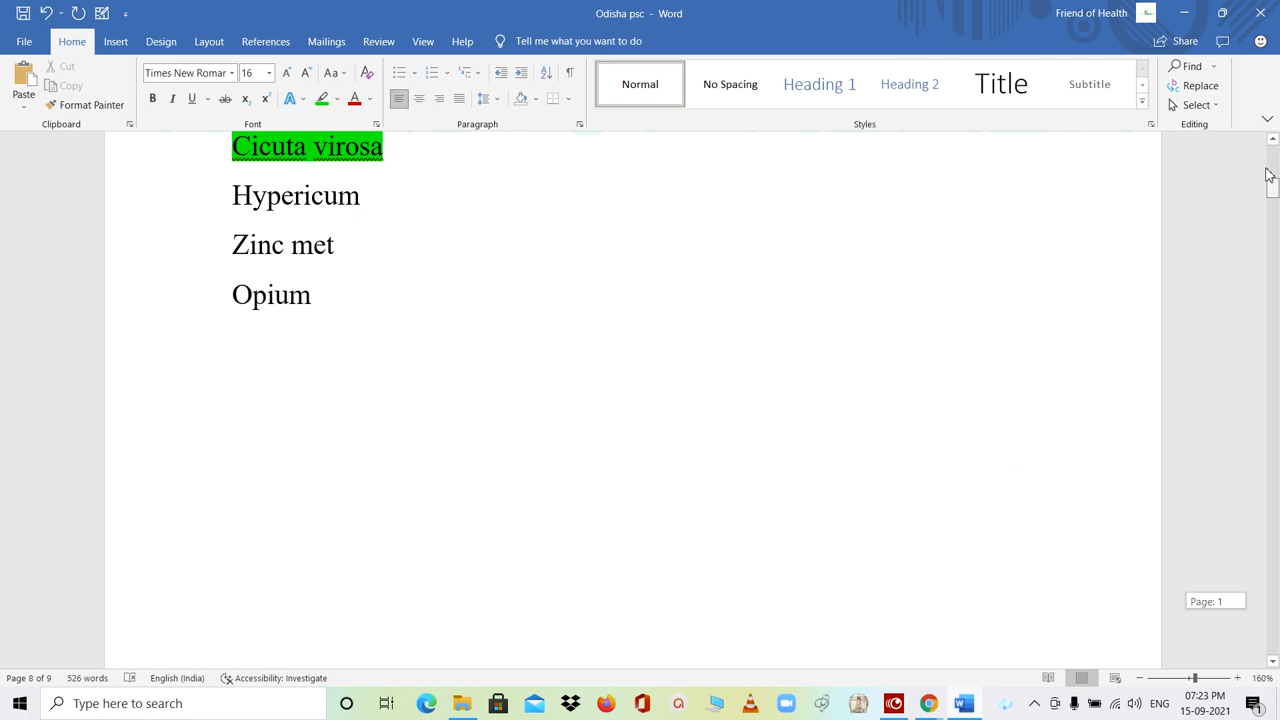 Odisha psc - Word
Friend of Health
File Home Insert Design Layout References Mailings Review View Help Tell me what you want to do
Share
Paste
Cut
Copy
Format Painter
Clipboard
Times New Romar 16
Font
Paragraph
Normal
No Spacing
Heading 1
Heading 2
Title
Subtitle
Styles
Find
Replace
Select
Editing
Cicuta virosa
Hypericum
Zinc met
Opium
Page: 1
Page 8 of 9 526 words English (India) Accessibility: Investigate 160%
Type here to search
ENG
07:23 PM
15-09-2021